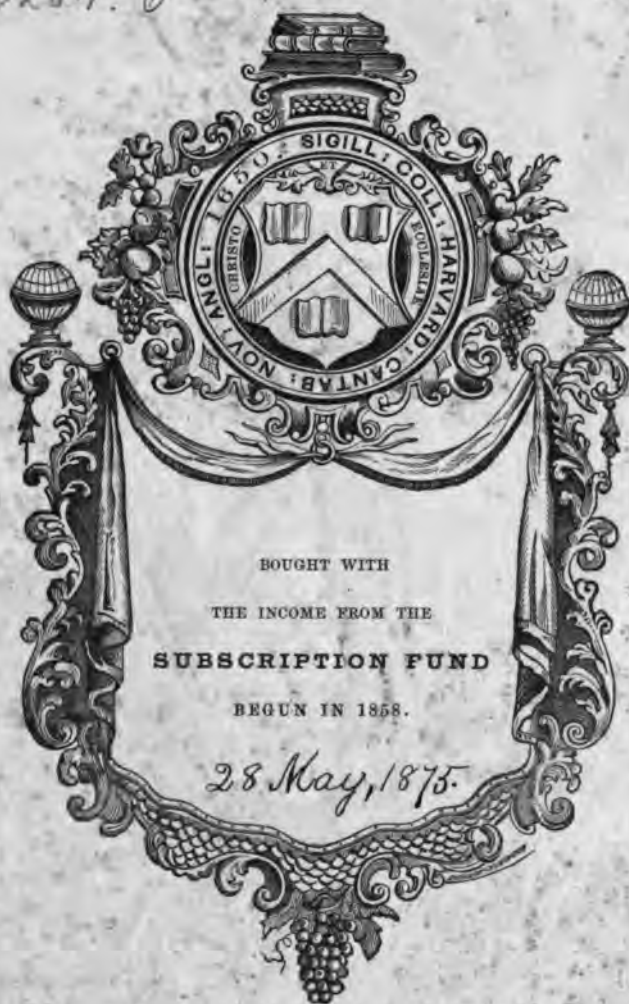 SIGILL: COLL: HARVARD: CANTAB: NOV: ANGL: 1650:
ET
CHRISTO
ECCLESIAE
BOUGHT WITH
THE INCOME FROM THE
SUBSCRIPTION FUND
BEGUN IN 1858.
28 May, 1875.